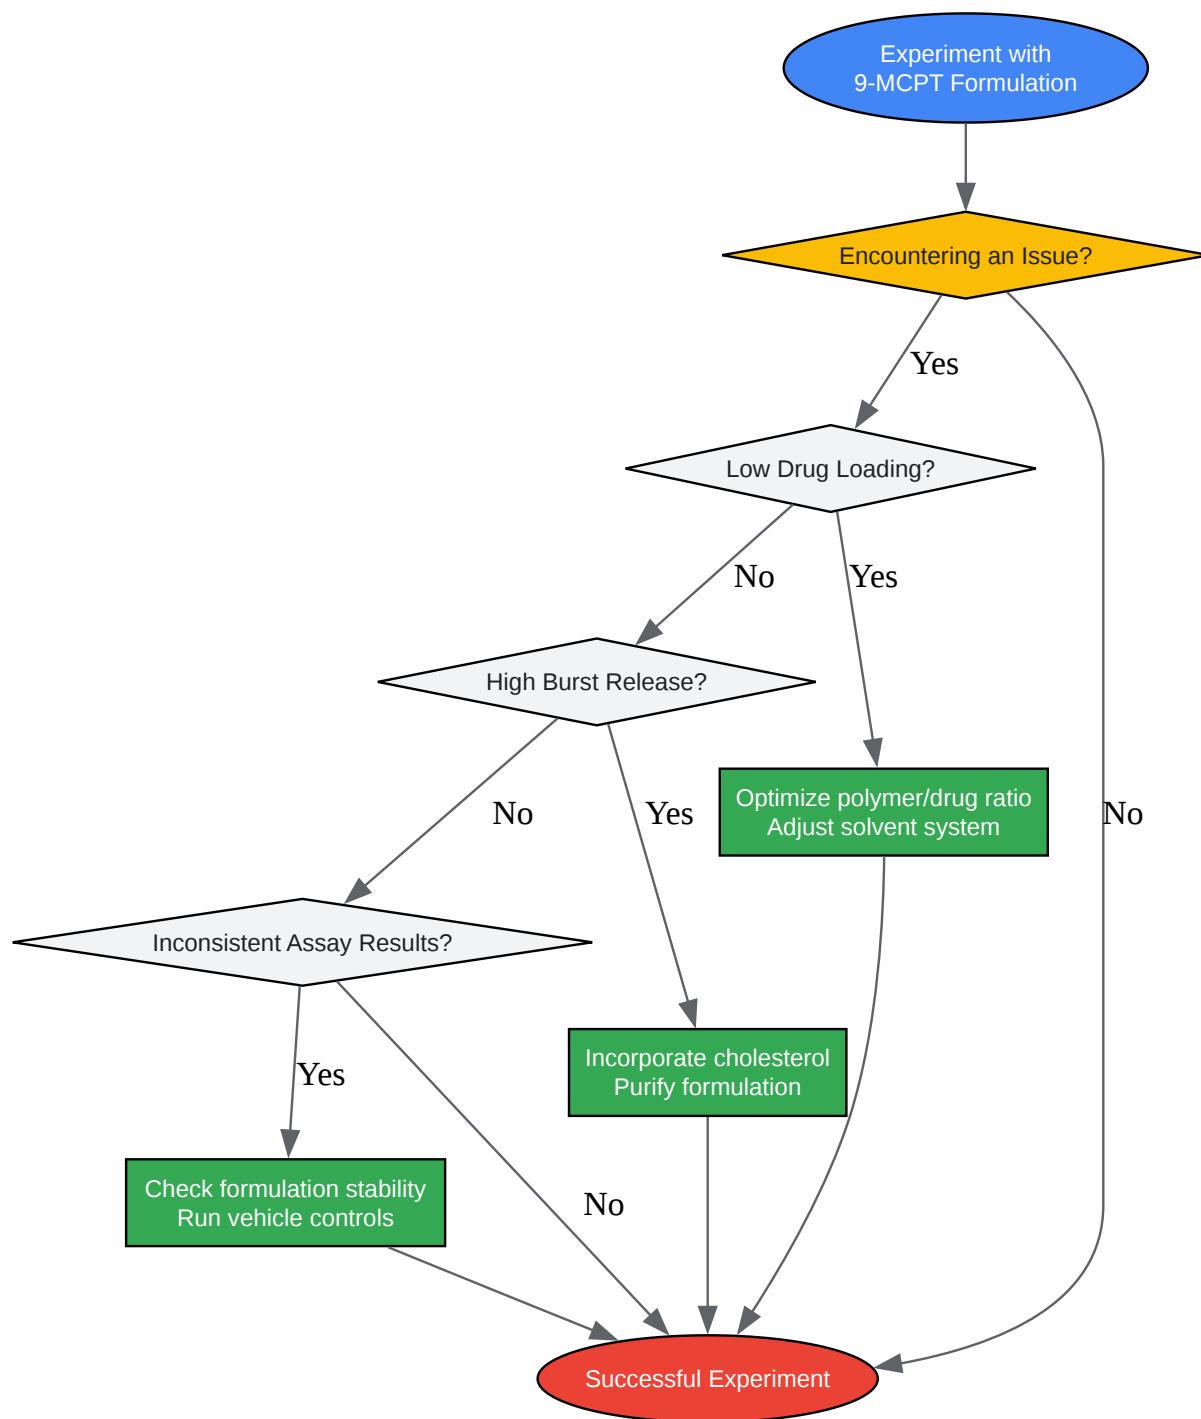 Experiment with
9-MCPT Formulation
Encountering an Issue?
Yes
Low Drug Loading?
No
Yes
High Burst Release?
Optimize polymer/drug ratio
Adjust solvent system
No
Yes
No
Inconsistent Assay Results?
Incorporate cholesterol
Purify formulation
Yes
Check formulation stability
Run vehicle controls
No
Successful Experiment